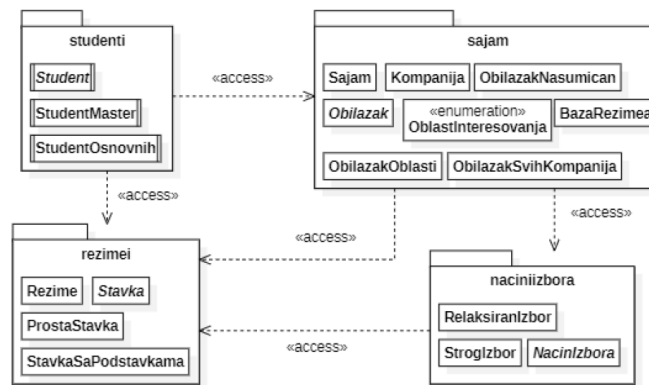 studenti
Student
StudentMaster
StudentOsnovnih
«access»
sajam
Sajam
Kompanija
ObilazakNasumican
Obilazak
«enumeration»
OblastInteresovanja
BazaRezimea
ObilazakOblasti
ObilazakSvihKompanija
«access»
«access»
«access»
rezimei
Rezime
Stavka
ProstaStavka
StavkaSaPodstavkama
naciniizbora
RelaksiranIzbor
StrogIzbor
NacinIzbora
«access»